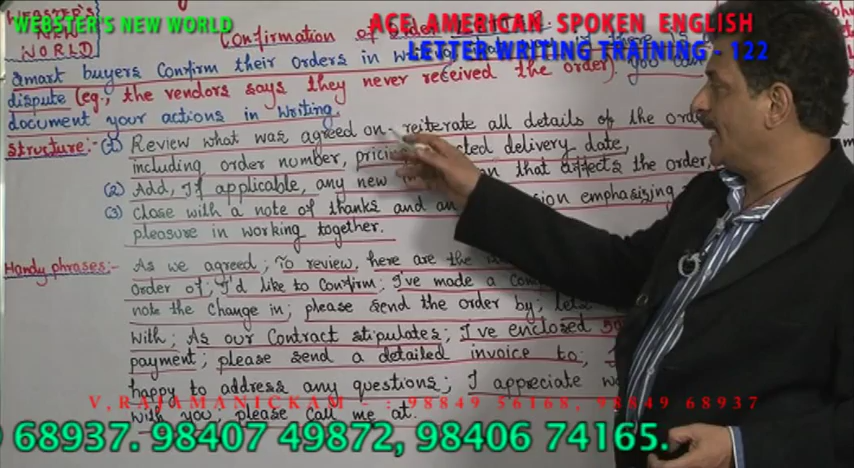 WEBSTER'S NEW WORLD
ACE AMERICAN SPOKEN ENGLISH
LETTER WRITING TRAINING - 122
WEBSTER'S
NEW
WORLD
Confirmation of order
smart buyers confirm their orders in
dispute (eg., the vendors says they never received the order). you can
document your actions in writing.
structure:- (1) Review what was agreed on- reiterate all details of the order
including order number, delivery date,
(2) Add, If applicable, any new that affects the order,
(3) close with a note of thanks and an emphasizing
pleasure in working together.
Handy phrases:- As we agreed; To review, here are the
order of; I'd like to confirm; I've made a
note the change in; please send the order by;
with; As our contract stipulates; I've enclosed
payment; please send a detailed invoice to;
happy to address any questions; I appreciate
with you, please call me at.
V, RAJAMANICKAM - : 98849 56168, 98849 68937
68937. 98407 49872, 98406 74165.